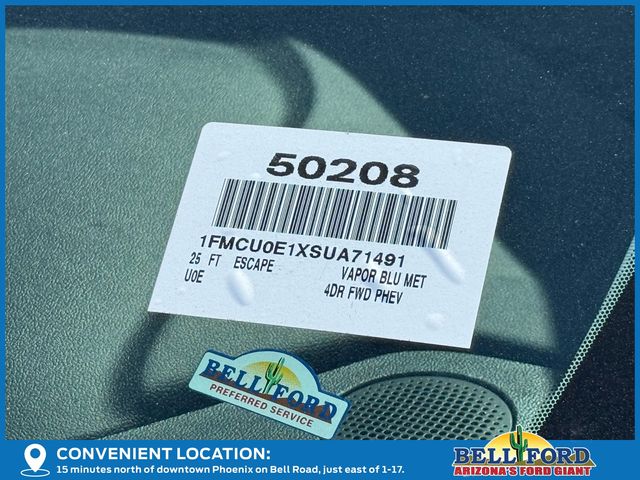 50208
1FMCU0E1XSUA71491
25 FT ESCAPE VAPOR BLU MET
U0E 4DR FWD PHEV
BELL FORD
PREFERRED SERVICE
CONVENIENT LOCATION:
15 minutes north of downtown Phoenix on Bell Road, just east of 1-17.
BELL FORD
ARIZONA'S FORD GIANT